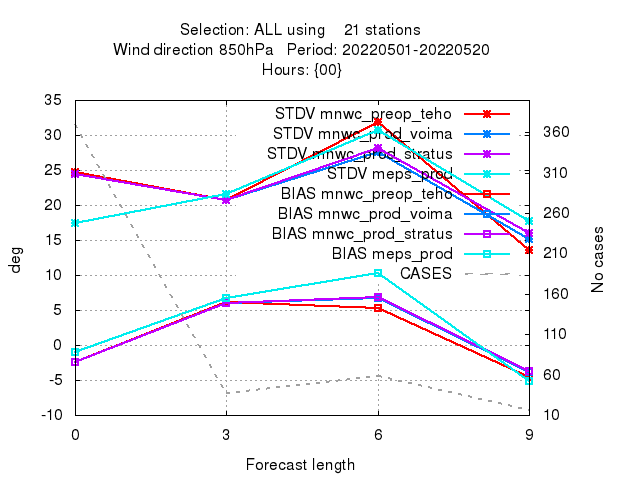 Selection: ALL using 21 stations
Wind direction 850hPa Period: 20220501-20220520
Hours: {00}
35
30
25
20
15
10
5
0
-5
-10
deg
STDV mnwc_preop_teho
STDV mnwc_prod_voima
STDV mnwc_prod_stratus
STDV meps_prod
BIAS mnwc_preop_teho
BIAS mnwc_prod_voima
BIAS mnwc_prod_stratus
BIAS meps_prod
CASES
360
310
260
210
160
110
60
10
No cases
0 3 6 9
Forecast length